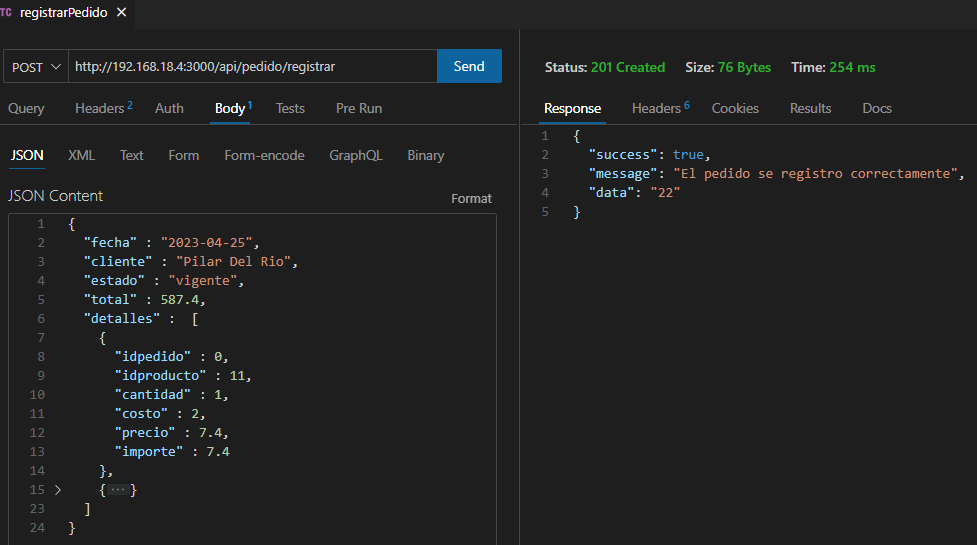 TC registrarPedido ×
POST http://192.168.18.4:3000/api/pedido/registrar Send
Query Headers 2 Auth Body 1 Tests Pre Run
JSON XML Text Form Form-encode GraphQL Binary
JSON Content Format
1 {
2 "fecha" : "2023-04-25",
3 "cliente" : "Pilar Del Rio",
4 "estado" : "vigente",
5 "total" : 587.4,
6 "detalles" : [
7 {
8 "idpedido" : 0,
9 "idproducto" : 11,
10 "cantidad" : 1,
11 "costo" : 2,
12 "precio" : 7.4,
13 "importe" : 7.4
14 },
15 > {···}
23 ]
24 }
Status: 201 Created Size: 76 Bytes Time: 254 ms
Response Headers 6 Cookies Results Docs
1 {
2 "success": true,
3 "message": "El pedido se registro correctamente",
4 "data": "22"
5 }